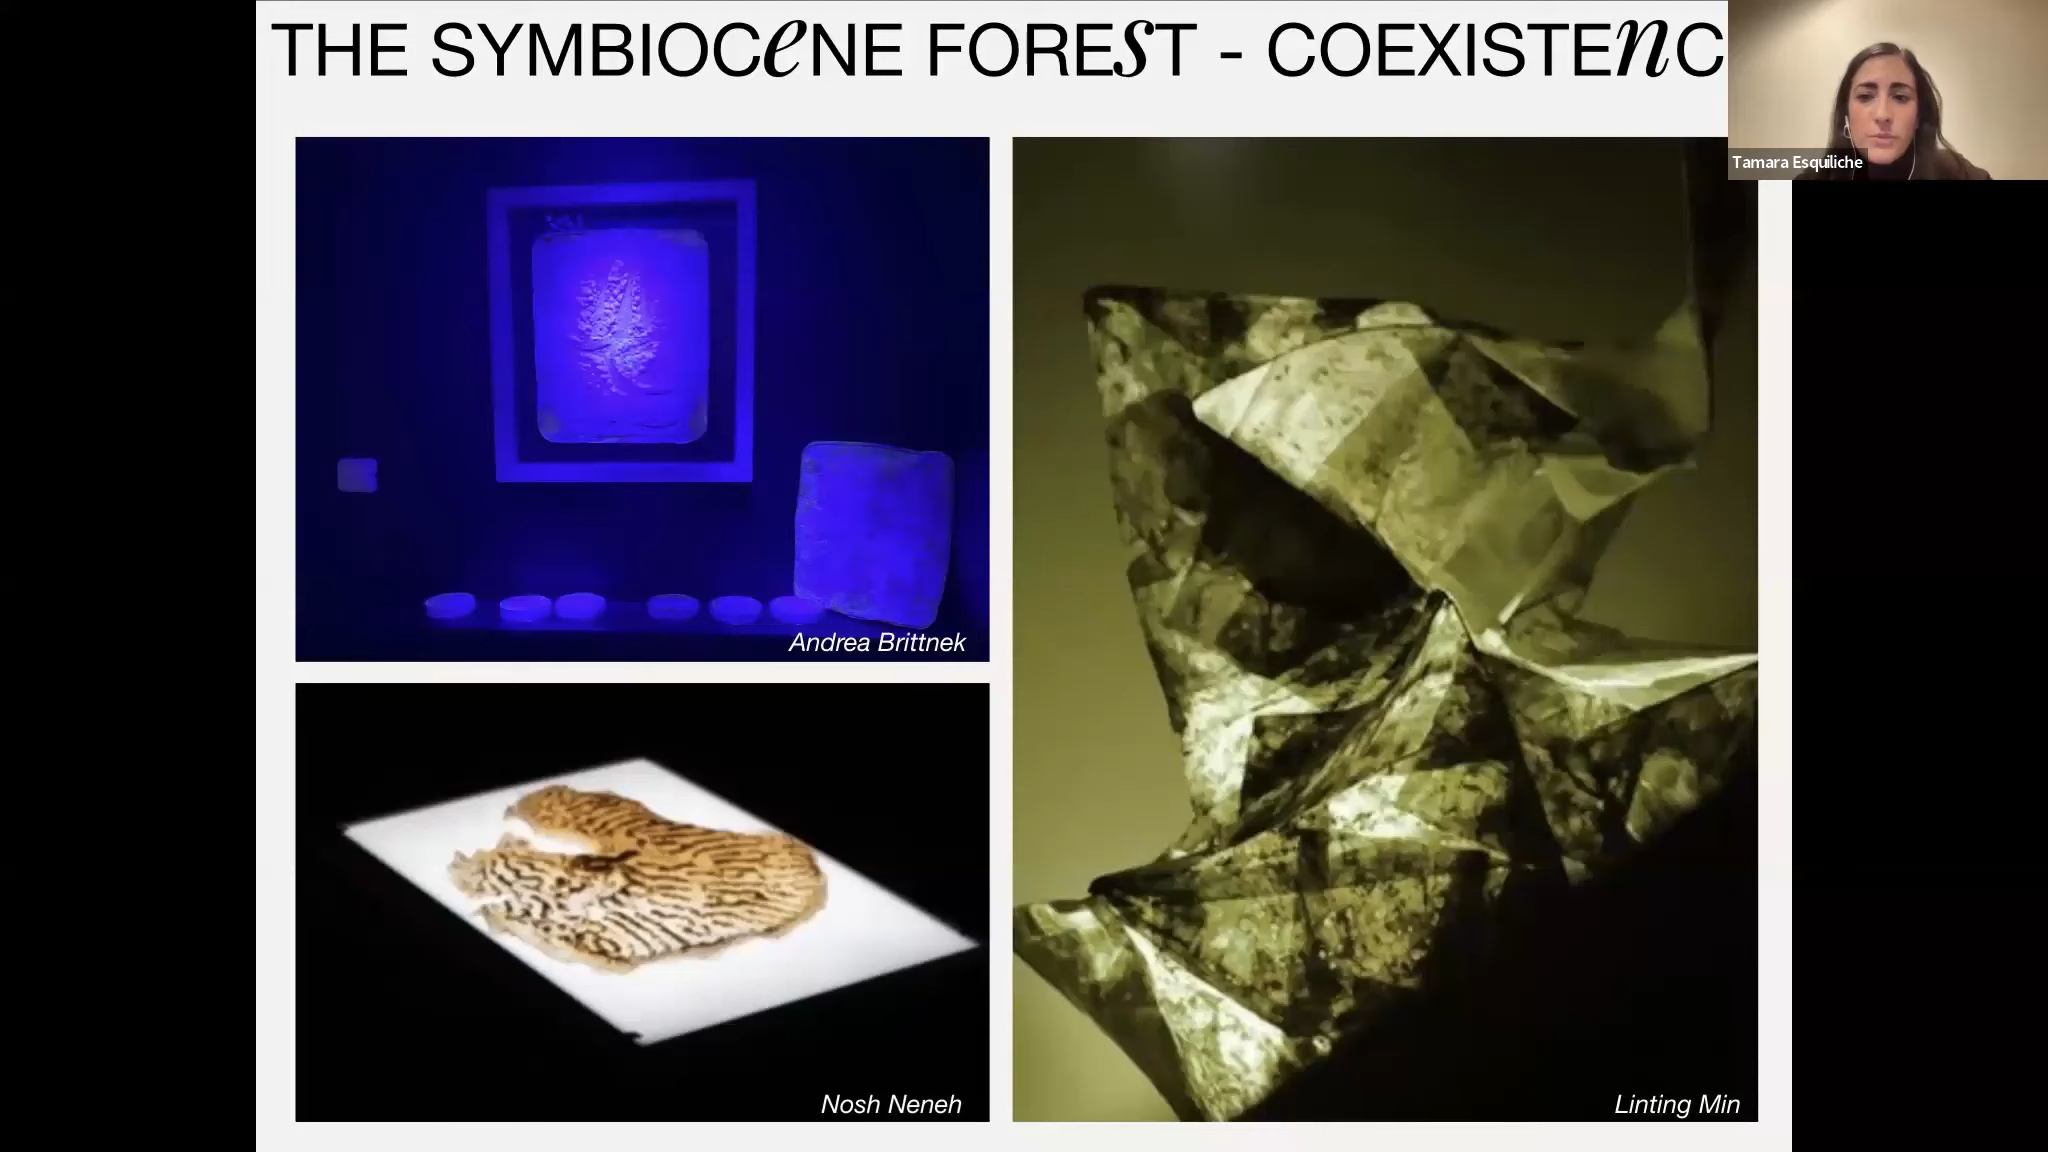 THE SYMBIOCeNE FOREsT - COEXISTEnC
Tamara Esquiliche
Andrea Brittnek
Nosh Neneh
Linting Min